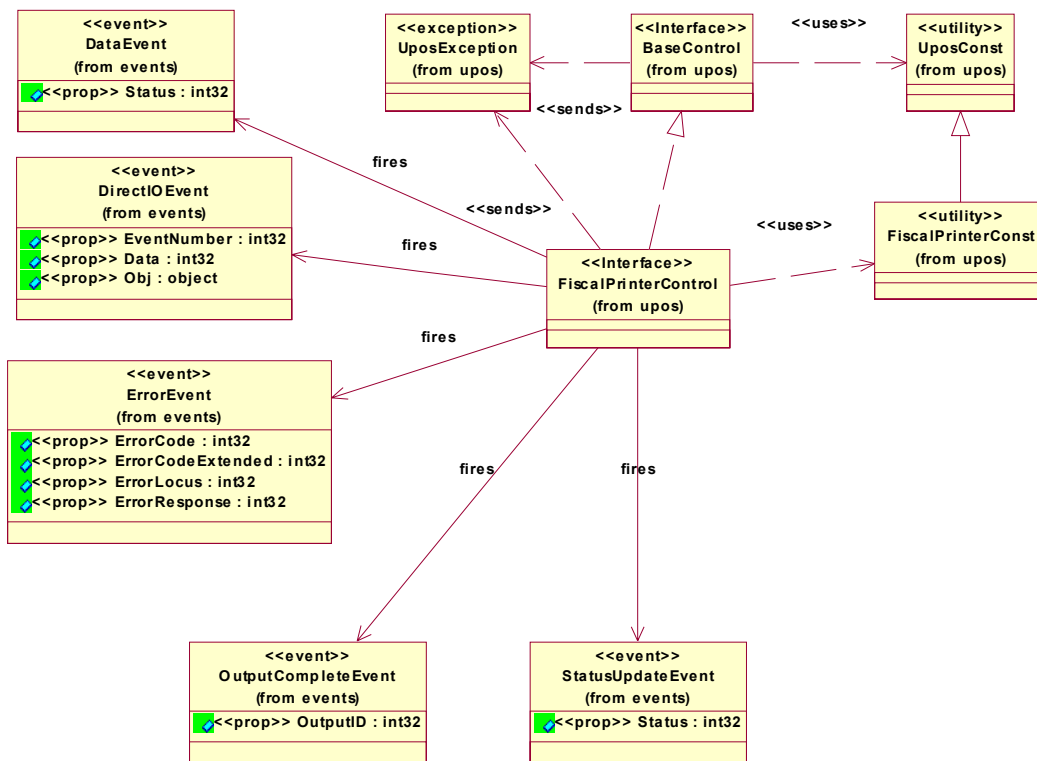 <<event>>
DataEvent
(from events)
<<prop>> Status : int32
<<exception>>
UposException
(from upos)
<<Interface>>
BaseControl
(from upos)
<<uses>>
<<utility>>
UposConst
(from upos)
<<sends>>
fires
<<event>>
DirectIOEvent
(from events)
<<prop>> EventNumber : int32
<<prop>> Data : int32
<<prop>> Obj : object
<<sends>>
fires
<<uses>>
<<utility>>
FiscalPrinterConst
(from upos)
<<Interface>>
FiscalPrinterControl
(from upos)
fires
<<event>>
ErrorEvent
(from events)
<<prop>> ErrorCode : int32
<<prop>> ErrorCodeExtended : int32
<<prop>> ErrorLocus : int32
<<prop>> ErrorResponse : int32
fires
fires
<<event>>
OutputCompleteEvent
(from events)
<<prop>> OutputID : int32
<<event>>
StatusUpdateEvent
(from events)
<<prop>> Status : int32